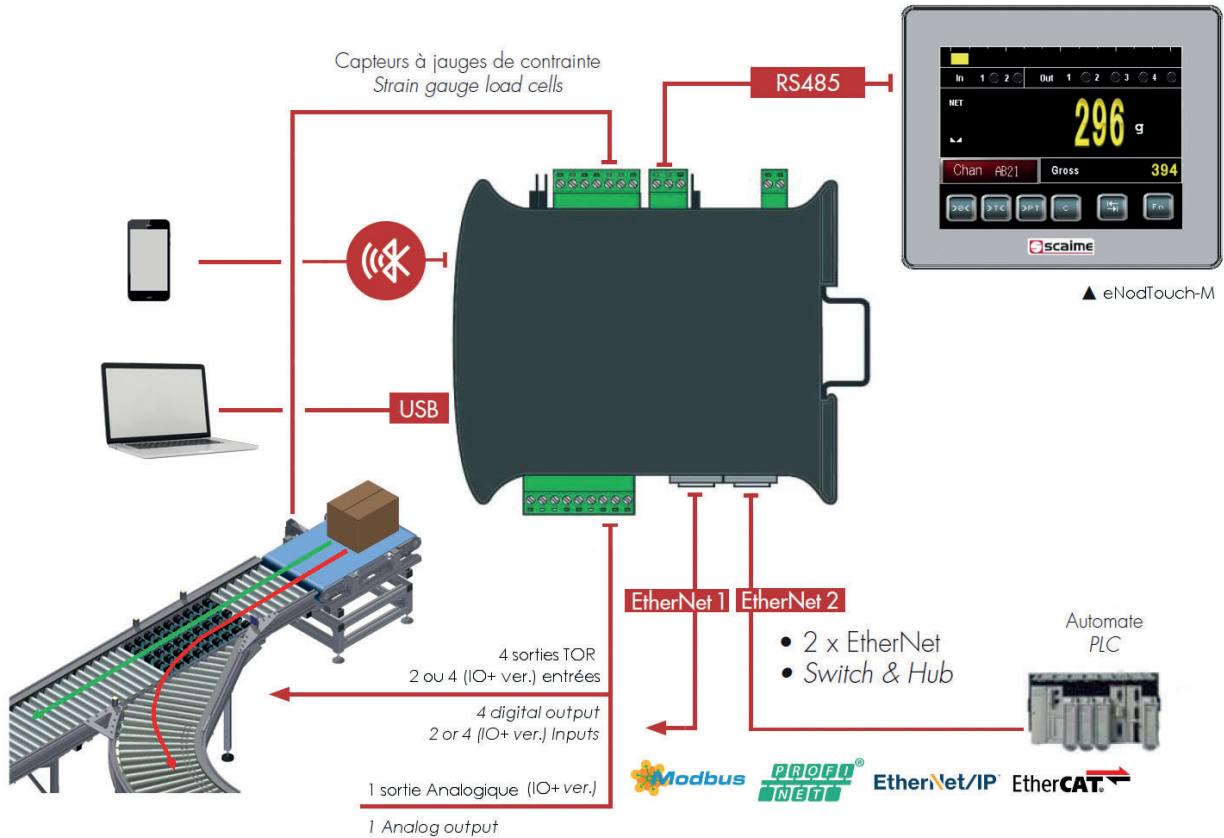 Capteurs à jauges de contrainte
Strain gauge load cells
RS485
In 1 2 Out 1 2 3 4
NET
296 g
Chan AB21 Gross 394
>0< >T< >PT C Fn
scaime
▲ eNodTouch-M
USB
EtherNet 1 EtherNet 2
• 2 x EtherNet
• Switch & Hub
Automate
PLC
4 sorties TOR
2 ou 4 (IO+ ver.) entrées
4 digital output
2 or 4 (IO+ ver.) Inputs
Modbus PROFI NET® EtherNet/IP EtherCAT®
1 sortie Analogique (IO+ ver.)
1 Analog output